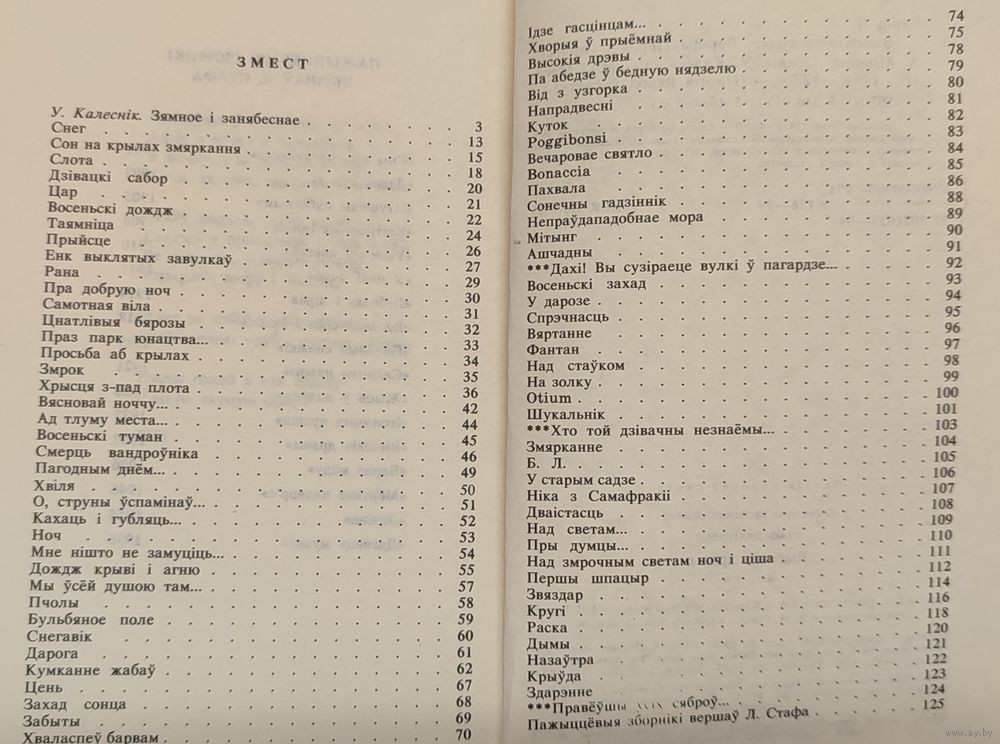 ЗМЕСТ
У. Калеснік. Зямное і занябеснае . . . . . . 3
Снег . . . . . . 13
Сон на крылах змяркання . . . . . . 15
Слота . . . . . . 18
Дзівацкі сабор . . . . . . 20
Цар . . . . . . 21
Восеньскі дождж . . . . . . 22
Таямніца . . . . . . 24
Прыйсце . . . . . . 26
Енк выклятых завулкаў . . . . . . 27
Рана . . . . . . 29
Пра добрую ноч . . . . . . 30
Самотная віла . . . . . . 31
Цнатлівыя бярозы . . . . . . 32
Праз парк юнацтва... . . . . . . 33
Просьба аб крылах . . . . . . 34
Змрок . . . . . . 35
Хрысця з-пад плота . . . . . . 36
Вясновай ноччу... . . . . . . 42
Ад тлуму места... . . . . . . 44
Восеньскі туман . . . . . . 45
Смерць вандроўніка . . . . . . 46
Пагодным днём... . . . . . . 49
Хвіля . . . . . . 50
О, струны ўспамінаў... . . . . . . 51
Кахаць і губляць... . . . . . . 52
Ноч . . . . . . 53
Мне нішто не замуціць... . . . . . . 54
Дождж крыві і агню . . . . . . 55
Мы ўсёй душою там... . . . . . . 57
Пчолы . . . . . . 58
Бульбяное поле . . . . . . 59
Снегавік . . . . . . 60
Дарога . . . . . . 61
Кумканне жабаў . . . . . . 62
Цень . . . . . . 67
Захад сонца . . . . . . 68
Забыты . . . . . . 69
Хваласпеў барвам . . . . . . 70
Ідзе гасцінцам... . . . . . . 74
Хворыя ў прыёмнай . . . . . . 75
Высокія дрэвы . . . . . . 78
Па абедзе ў бедную нядзелю . . . . . . 79
Від з узгорка . . . . . . 80
Напрадвесні . . . . . . 81
Куток . . . . . . 82
Poggibonsi . . . . . . 83
Вечаровае святло . . . . . . 84
Bonaccia . . . . . . 85
Пахвала . . . . . . 86
Сонечны гадзіннік . . . . . . 88
Непраўдападобнае мора . . . . . . 89
Мітынг . . . . . . 90
Ашчадны . . . . . . 91
***Дахі! Вы сузіраеце вулкі ў пагардзе... . . . 92
Восеньскі захад . . . . . . 93
У дарозе . . . . . . 94
Спрэчнасць . . . . . . 95
Вяртанне . . . . . . 96
Фантан . . . . . . 97
Над стаўком . . . . . . 98
На золку . . . . . . 99
Otium . . . . . . 100
Шукальнік . . . . . . 101
***Хто той дзівачны незнаёмы... . . . . . . 103
Змярканне . . . . . . 104
Б. Л. . . . . . . 105
У старым садзе . . . . . . 106
Ніка з Самафракіі . . . . . . 107
Дваістасць . . . . . . 108
Над светам... . . . . . . 109
Пры думцы... . . . . . . 110
Над змрочным светам ноч і ціша . . . . . . 111
Першы шпацыр . . . . . . 112
Звяздар . . . . . . 114
Кругі . . . . . . 116
Раска . . . . . . 118
Дымы . . . . . . 120
Назаўтра . . . . . . 121
Крыўда . . . . . . 122
Здарэнне . . . . . . 123
***Правёўшы ўсіх сяброў... . . . . . . 124
Пажыццёвыя зборнікі вершаў Л. Стафа . . . . . . 125
www.ay.by